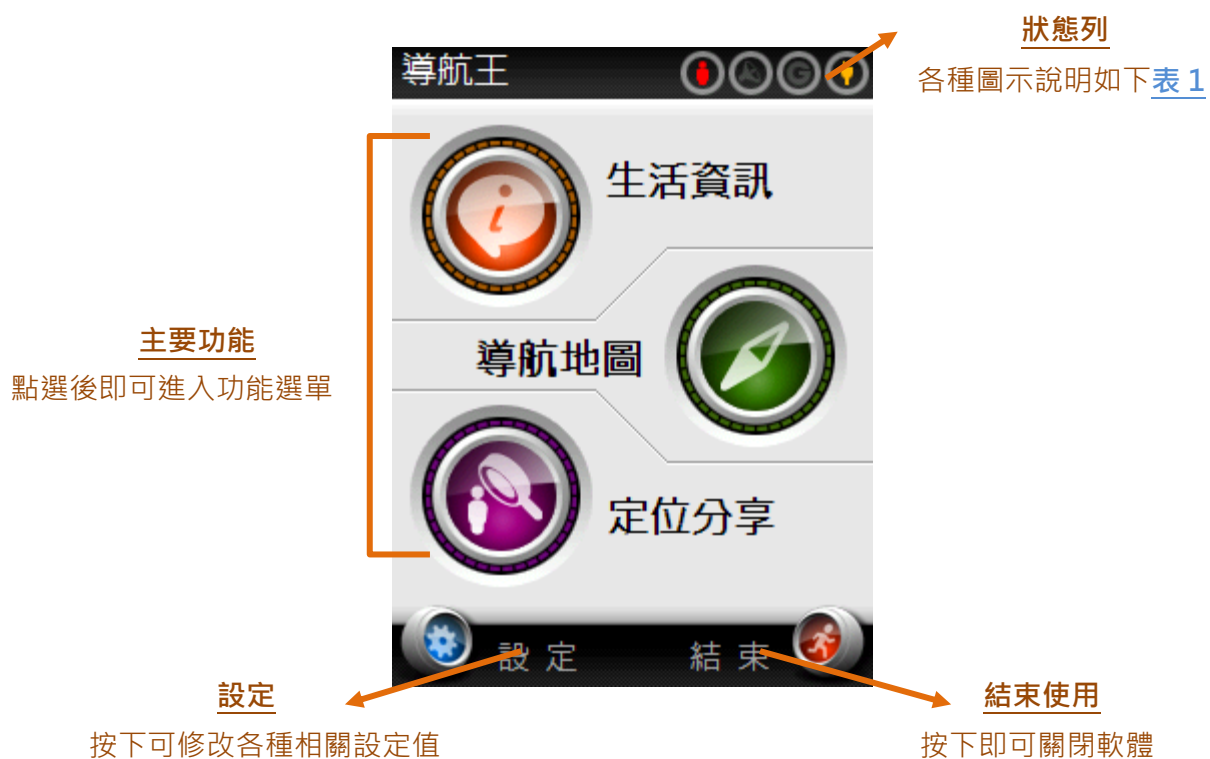 狀態列
各種圖示說明如下表 1
導航王
生活資訊
主要功能
點選後即可進入功能選單
導航地圖
定位分享
設定
結束
設定
按下可修改各種相關設定值
結束使用
按下即可關閉軟體